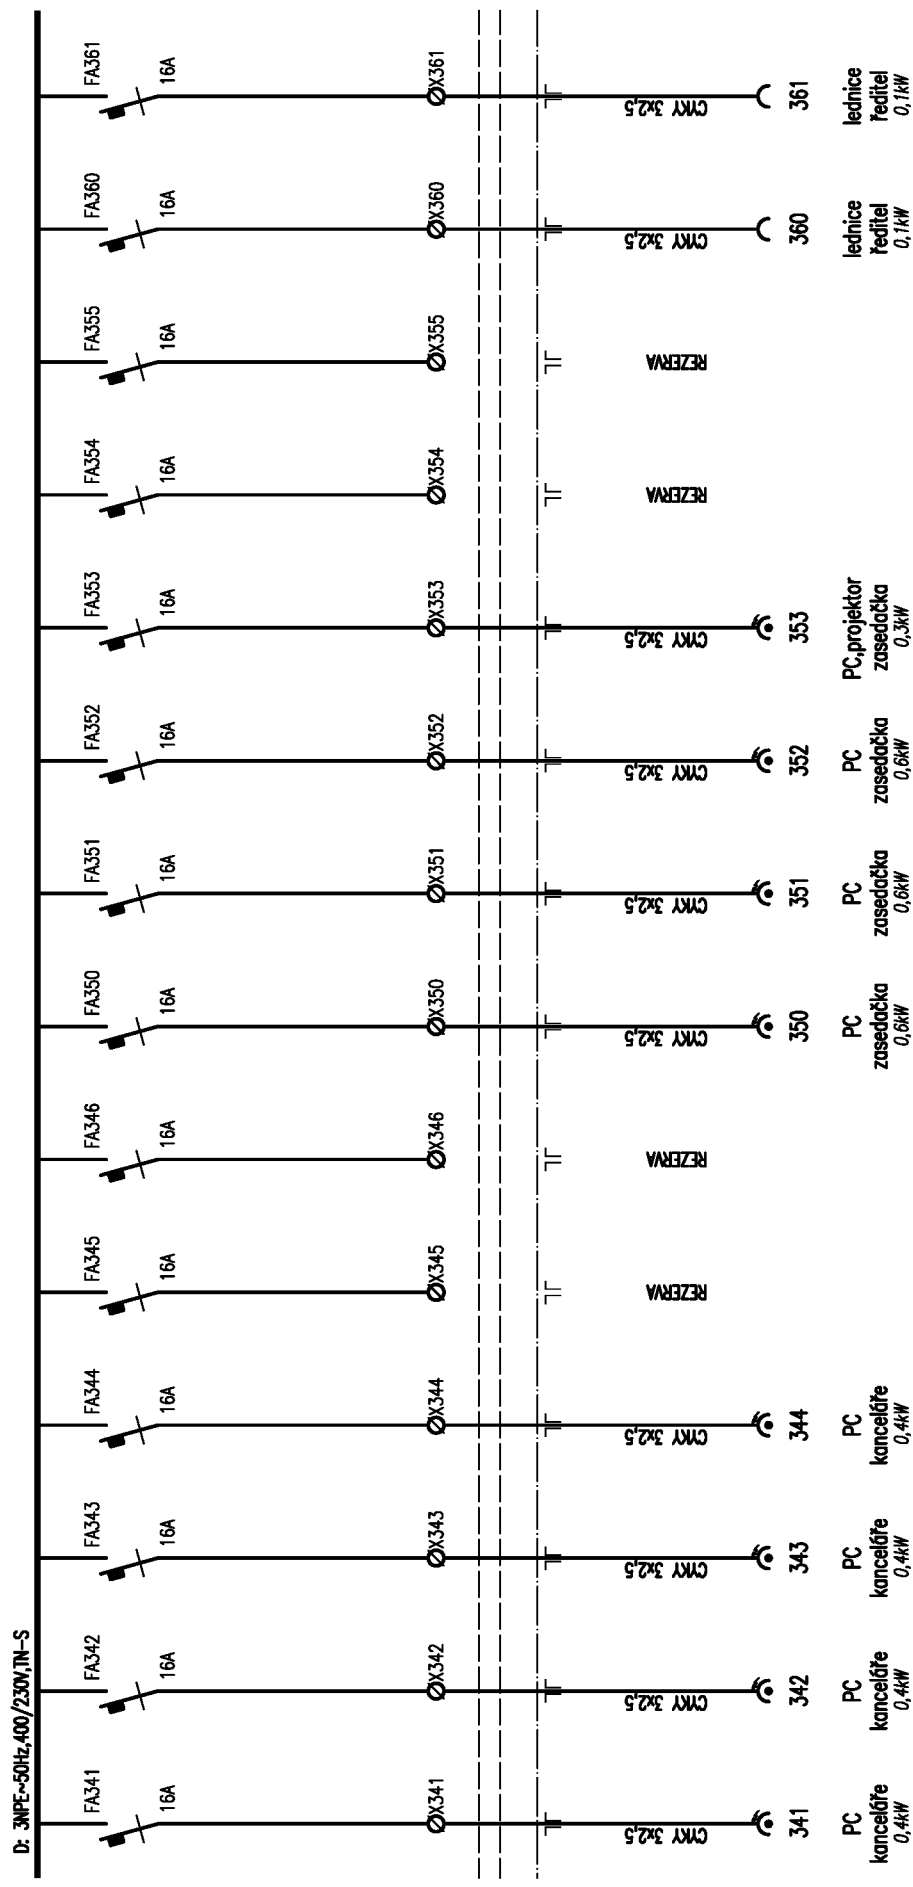 D: 3NPE~50Hz,400/230V,TN-S
FA341
16A
X341
CYKY 3x2,5
341
PC
kanceláře
0,4kW
FA342
16A
X342
CYKY 3x2,5
342
PC
kanceláře
0,4kW
FA343
16A
X343
CYKY 3x2,5
343
PC
kanceláře
0,4kW
FA344
16A
X344
CYKY 3x2,5
344
PC
kanceláře
0,4kW
FA345
16A
X345
REZERVA
FA346
16A
X346
REZERVA
FA350
16A
X350
CYKY 3x2,5
350
PC
zasedačka
0,6kW
FA351
16A
X351
CYKY 3x2,5
351
PC
zasedačka
0,6kW
FA352
16A
X352
CYKY 3x2,5
352
PC
zasedačka
0,6kW
FA353
16A
X353
CYKY 3x2,5
353
PC,projektor
zasedačka
0,3kW
FA354
16A
X354
REZERVA
FA355
16A
X355
REZERVA
FA360
16A
X360
CYKY 3x2,5
360
lednice
ředitel
0,1kW
FA361
16A
X361
CYKY 3x2,5
361
lednice
ředitel
0,1kW